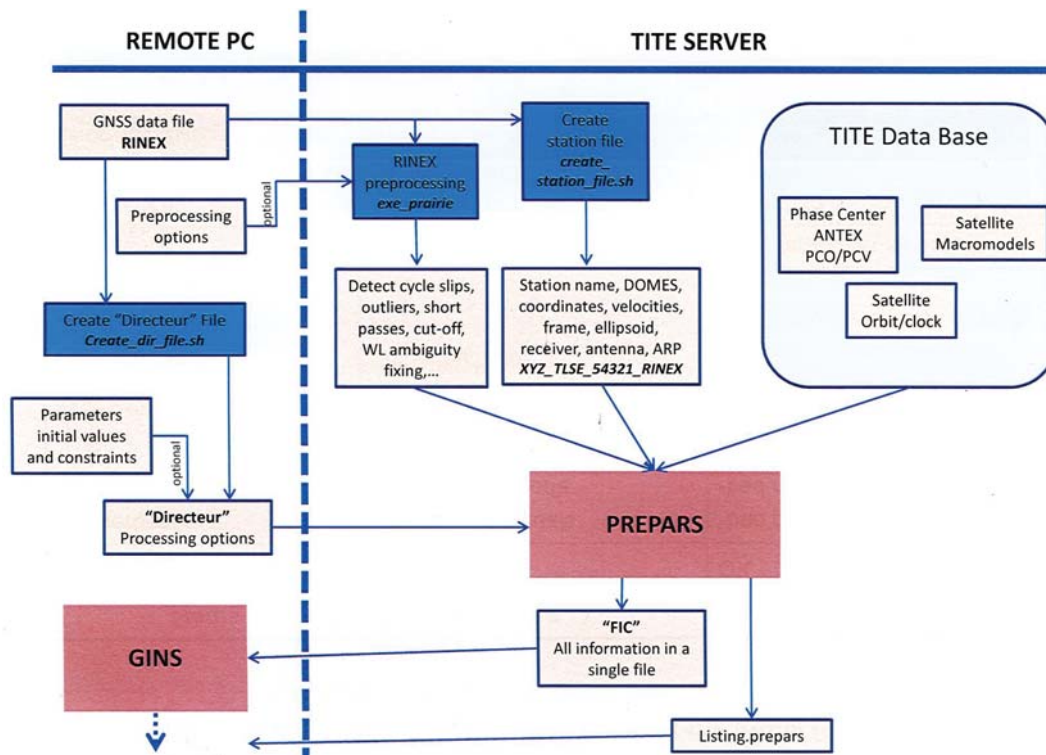 REMOTE PC
TITE SERVER
GNSS data file
RINEX
optional
Preprocessing
options
RINEX
preprocessing
exe_prairie
Create
station file
create_
station_file.sh
TITE Data Base
Phase Center
ANTEX
PCO/PCV
Satellite
Macromodels
Satellite
Orbit/clock
Detect cycle slips,
outliers, short
passes, cut-off,
WL ambiguity
fixing,...
Station name, DOMES,
coordinates, velocities,
frame, ellipsoid,
receiver, antenna, ARP
XYZ_TLSE_54321_RINEX
Create "Directeur" File
Create_dir_file.sh
Parameters
initial values
and constraints
optional
"Directeur"
Processing options
PREPARS
"FIC"
All information in a
single file
GINS
Listing.prepars